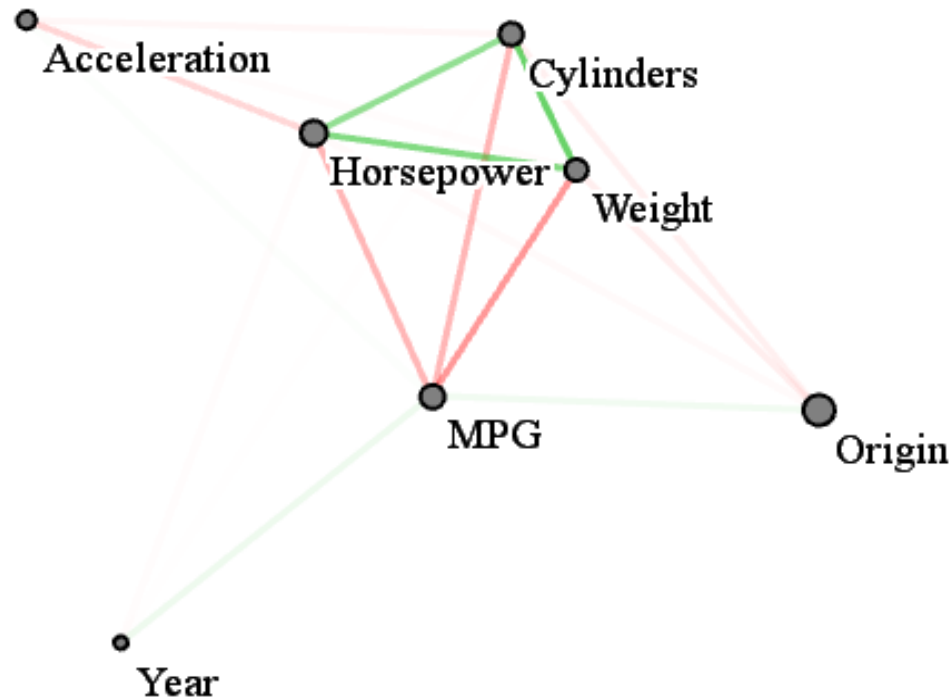 Acceleration
Cylinders
Horsepower
Weight
MPG
Origin
Year